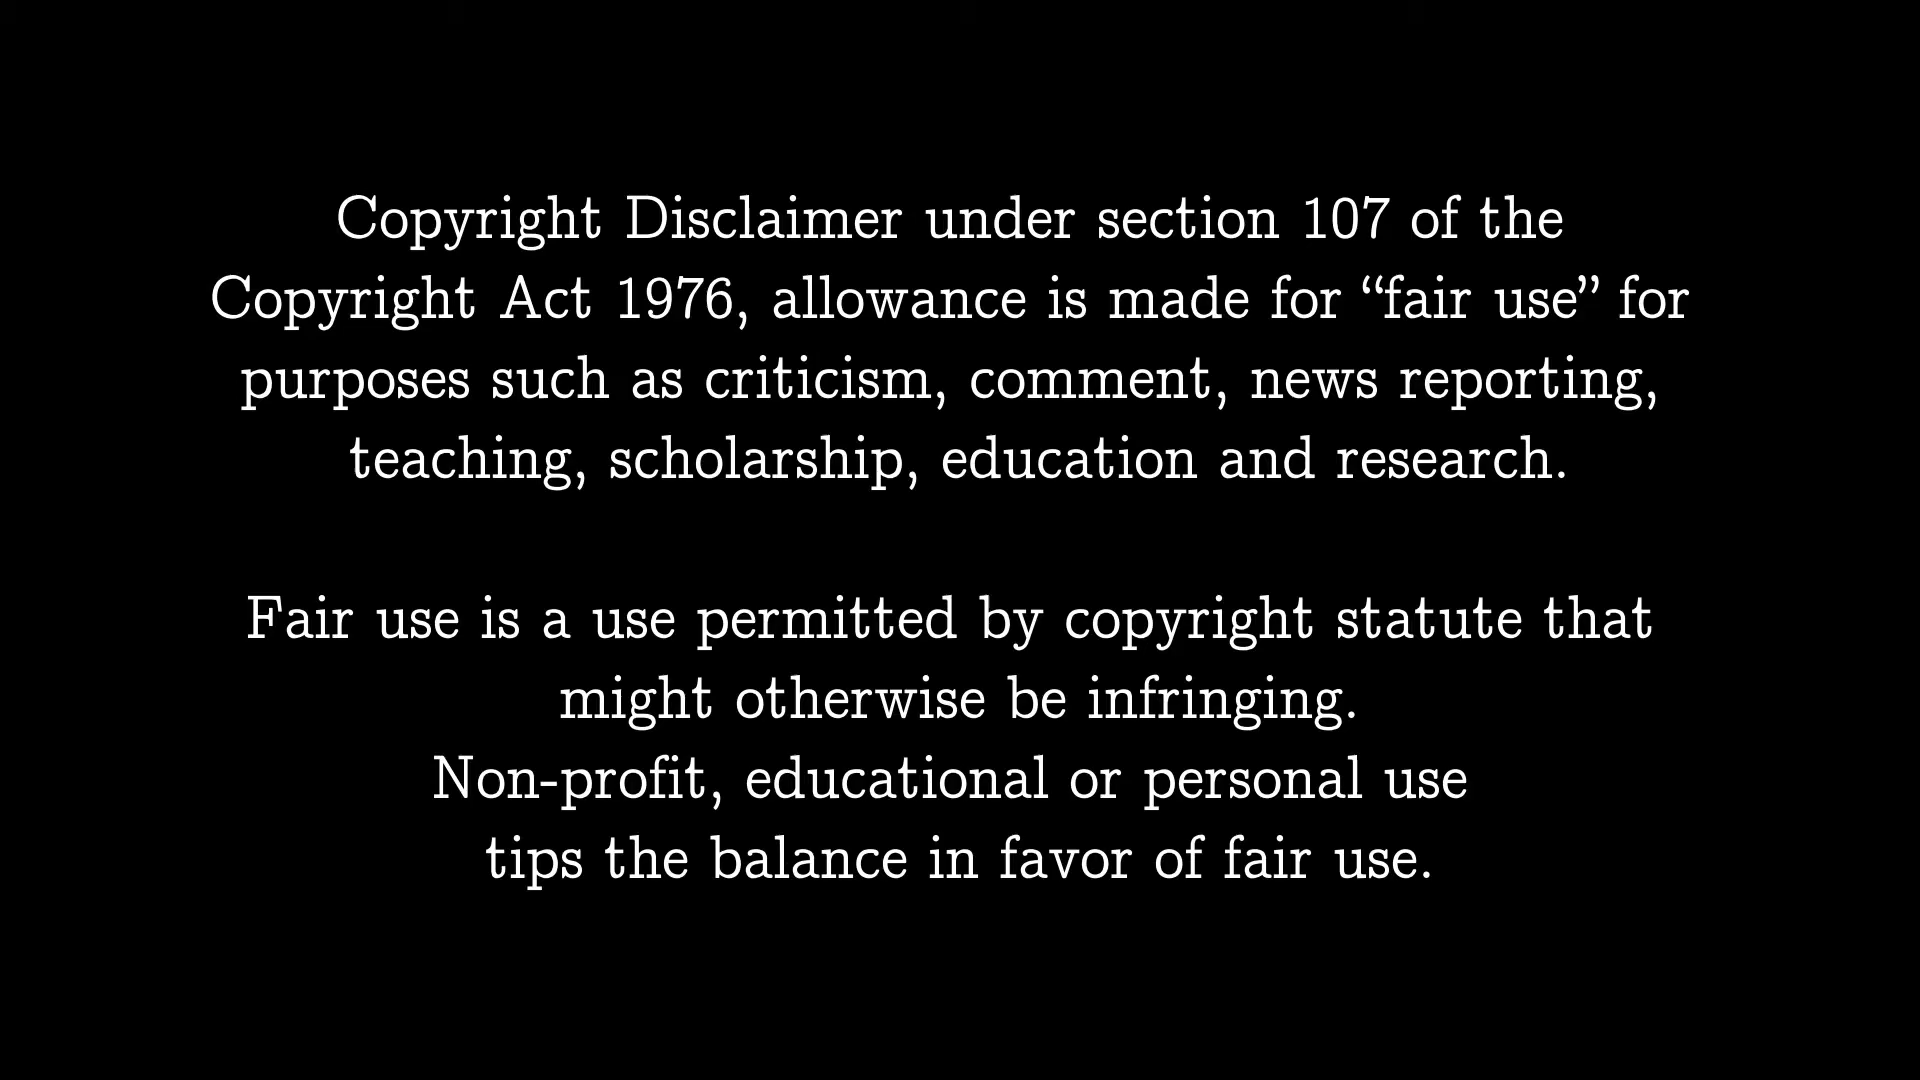 Copyright Disclaimer under section 107 of the
Copyright Act 1976, allowance is made for “fair use” for
purposes such as criticism, comment, news reporting,
teaching, scholarship, education and research.
Fair use is a use permitted by copyright statute that
might otherwise be infringing.
Non-profit, educational or personal use
tips the balance in favor of fair use.